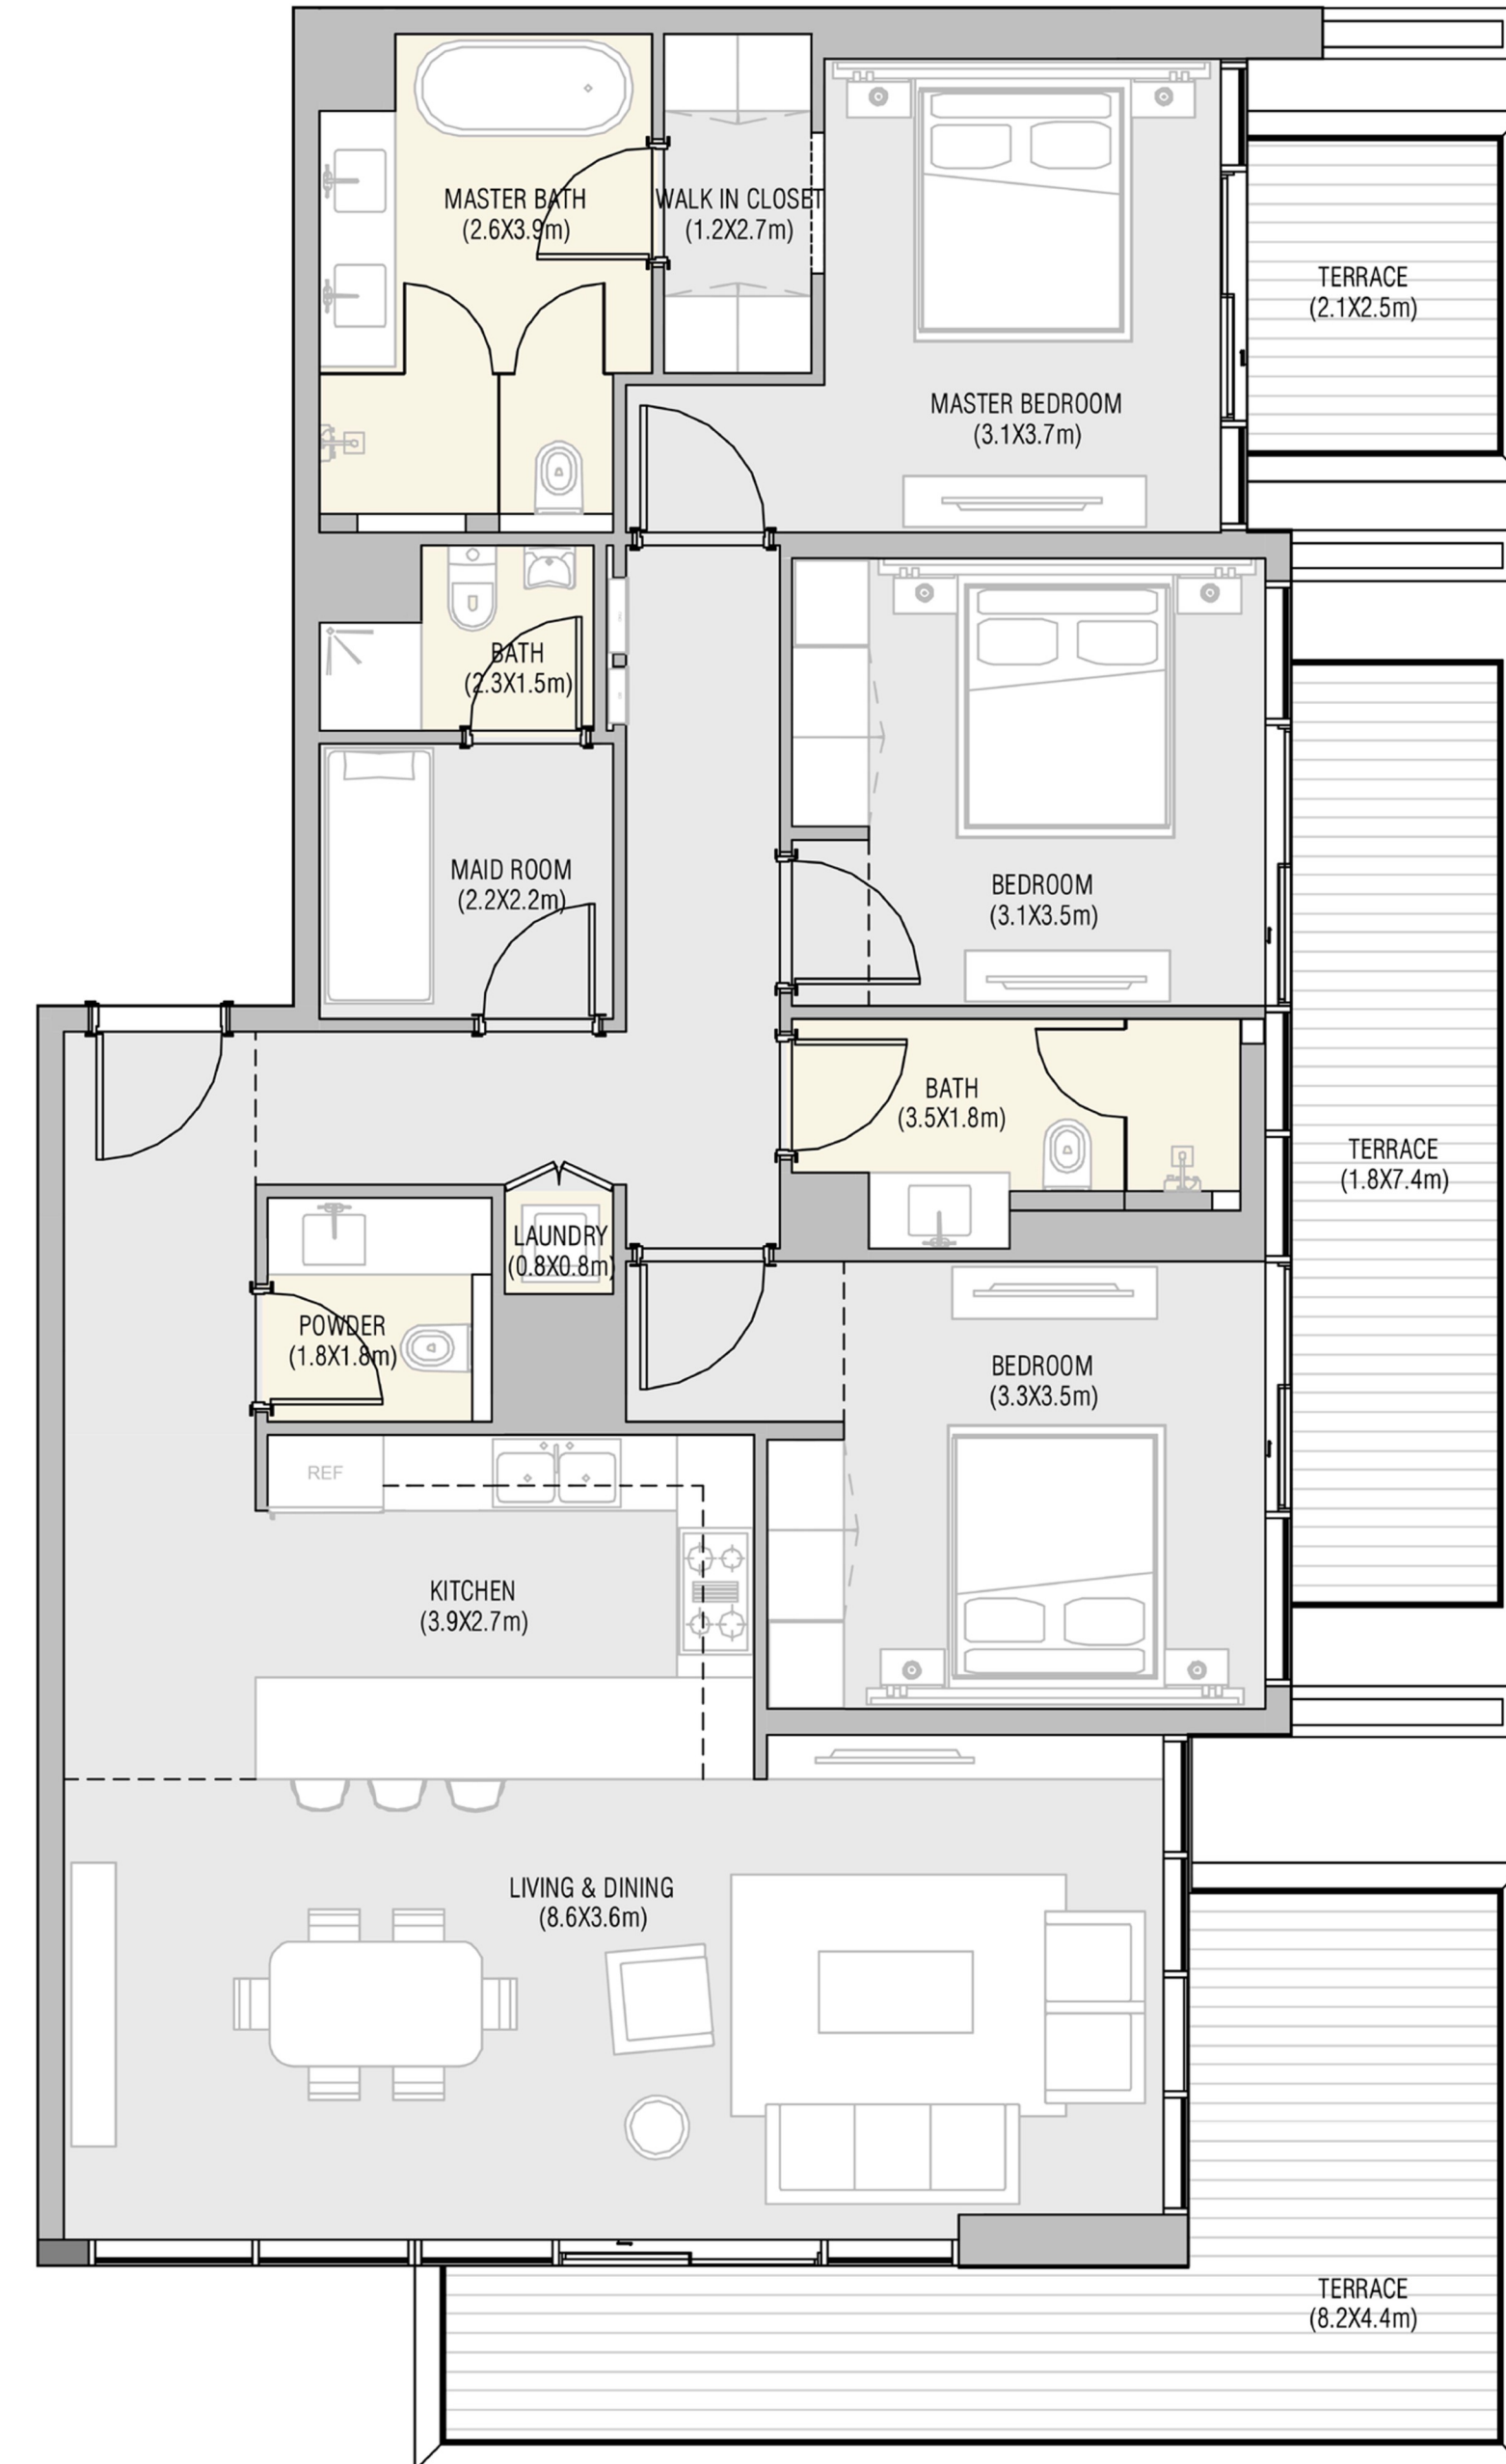 MASTER BATH
(2.6X3.9m)
WALK IN CLOSET
(1.2X2.7m)
TERRACE
(2.1X2.5m)
MASTER BEDROOM
(3.1X3.7m)
BATH
(2.3X1.5m)
MAID ROOM
(2.2X2.2m)
BEDROOM
(3.1X3.5m)
BATH
(3.5X1.8m)
TERRACE
(1.8X7.4m)
LAUNDRY
(0.8X0.8m)
POWDER
(1.8X1.8m)
BEDROOM
(3.3X3.5m)
REF
KITCHEN
(3.9X2.7m)
LIVING & DINING
(8.6X3.6m)
TERRACE
(8.2X4.4m)